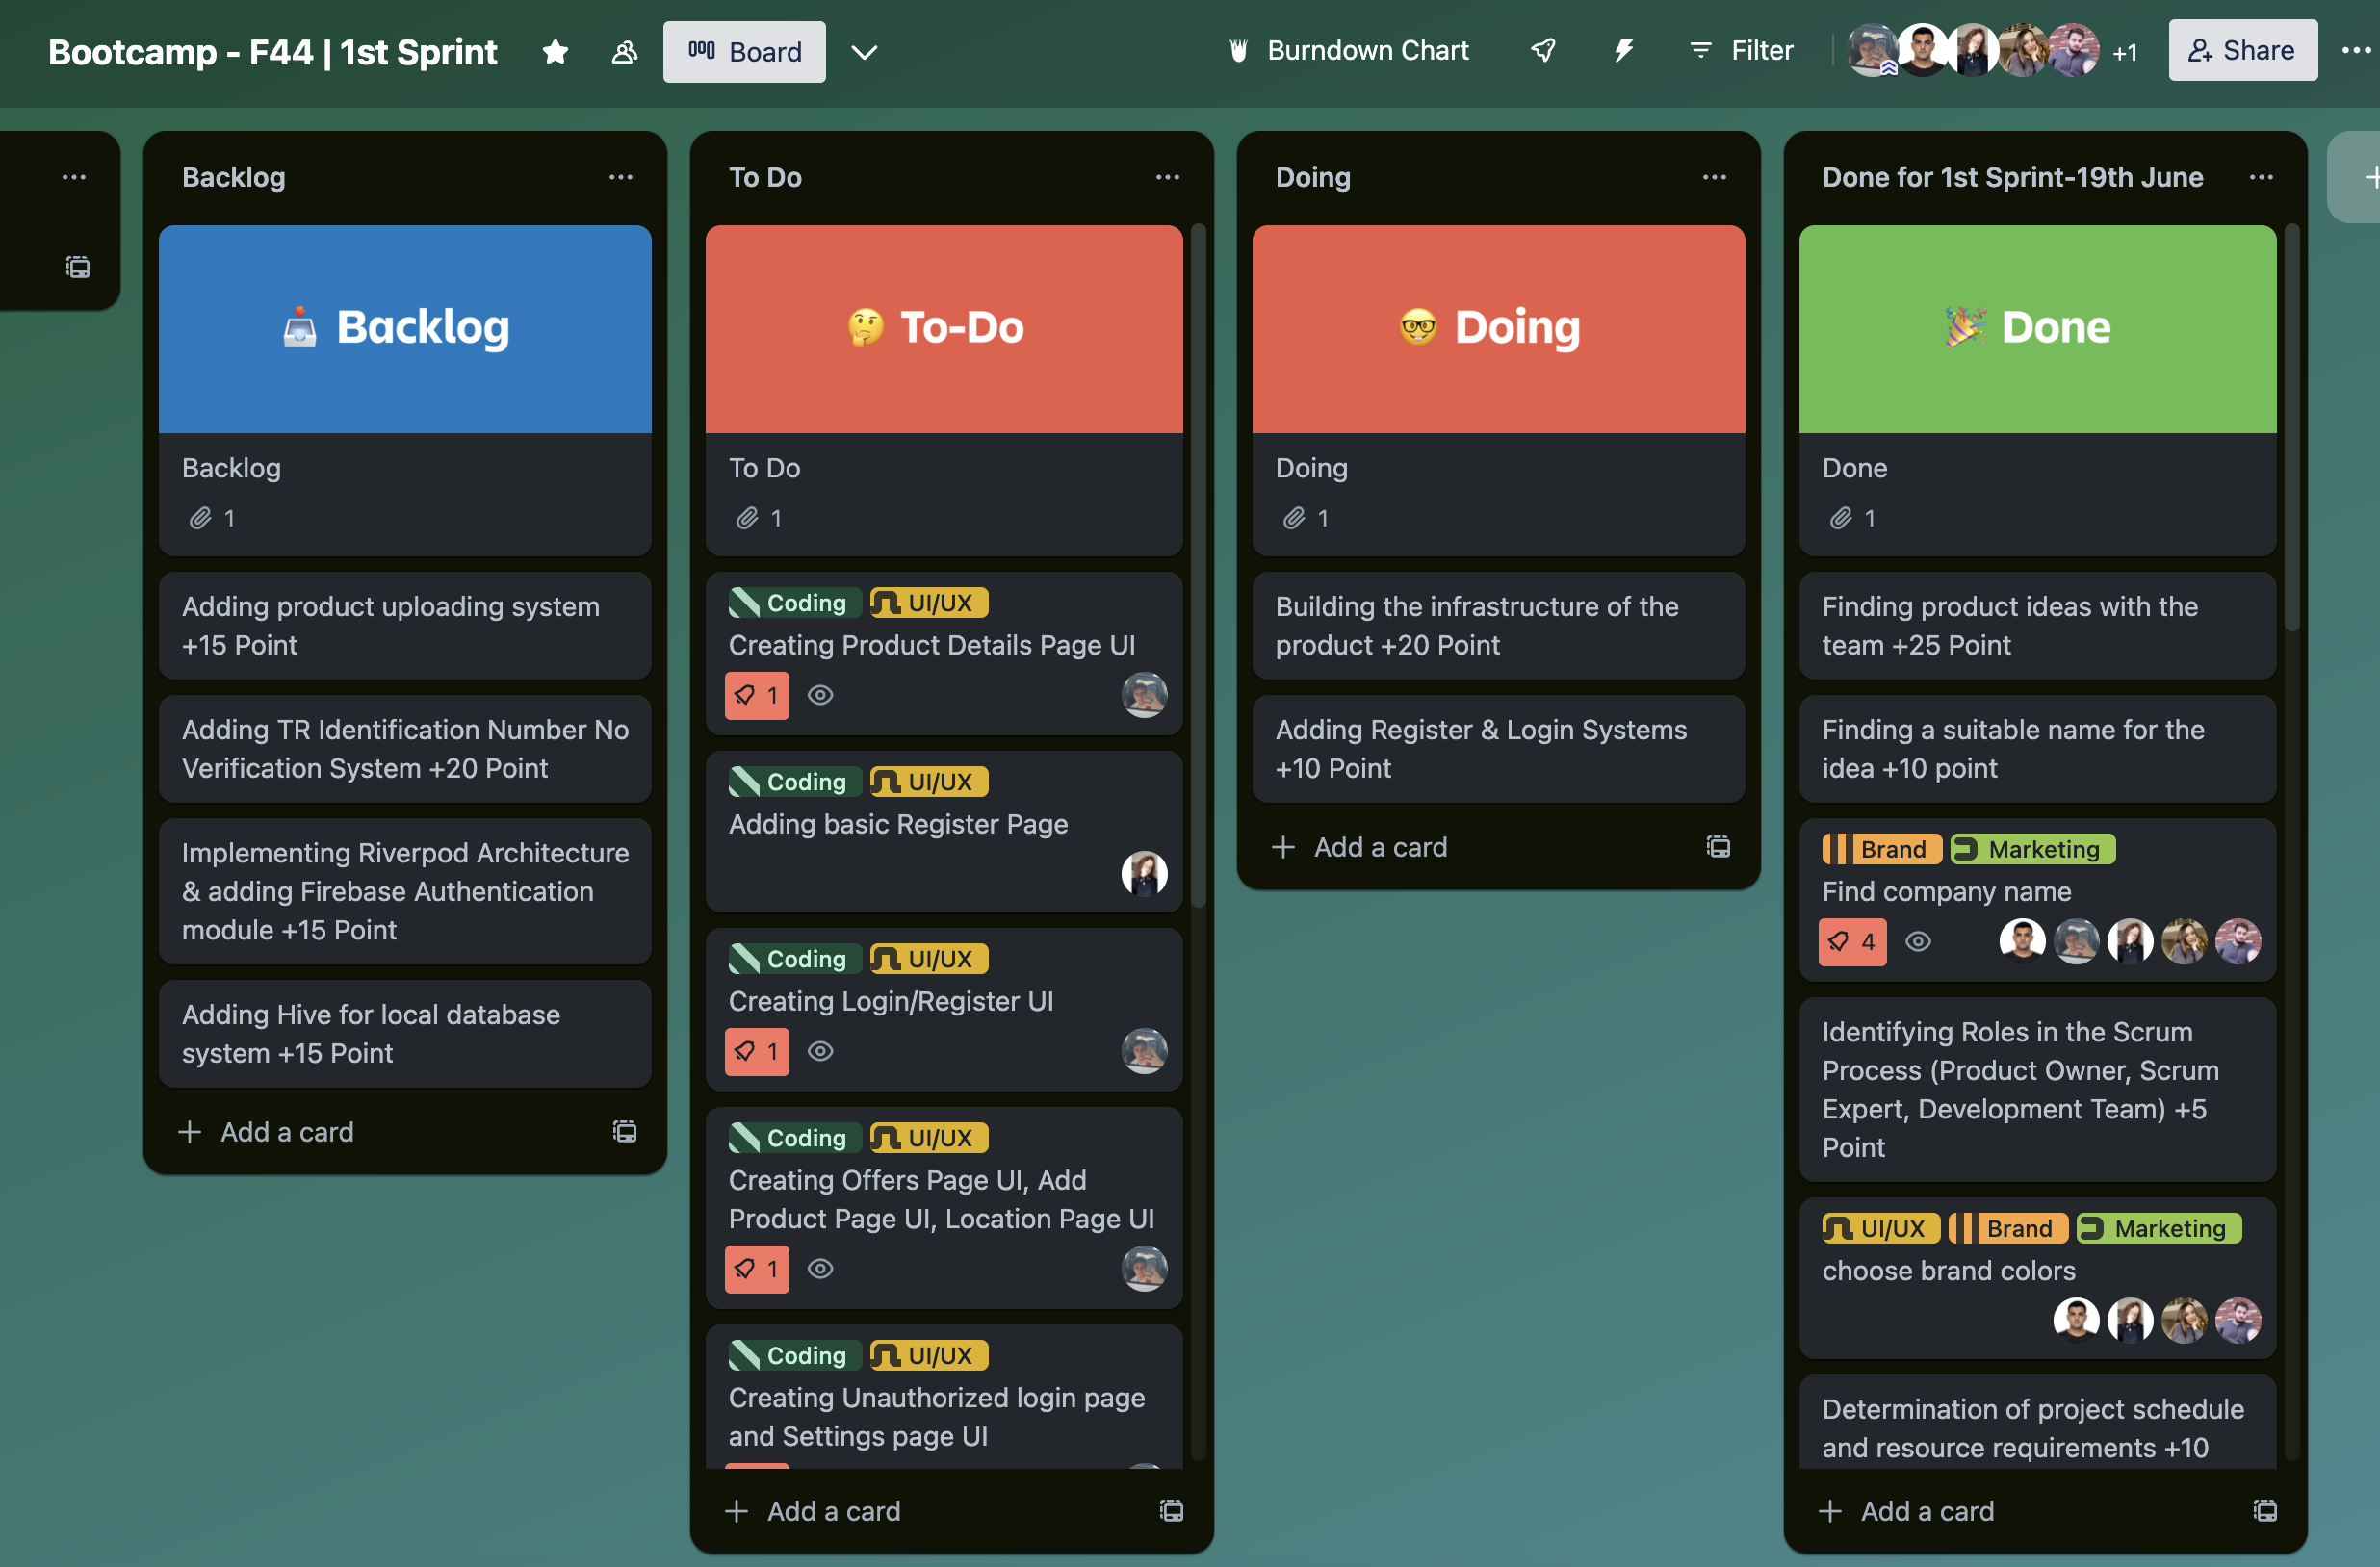 Bootcamp - F44 | 1st Sprint
Board
Burndown Chart
Filter
+1
Share
Backlog
Backlog
Backlog
1
Adding product uploading system
+15 Point
Adding TR Identification Number No
Verification System +20 Point
Implementing Riverpod Architecture
& adding Firebase Authentication
module +15 Point
Adding Hive for local database
system +15 Point
Add a card
To Do
To-Do
To Do
1
Coding UI/UX
Creating Product Details Page UI
1
Coding UI/UX
Adding basic Register Page
Coding UI/UX
Creating Login/Register UI
1
Coding UI/UX
Creating Offers Page UI, Add
Product Page UI, Location Page UI
1
Coding UI/UX
Creating Unauthorized login page
and Settings page UI
Add a card
Doing
Doing
Doing
1
Building the infrastructure of the
product +20 Point
Adding Register & Login Systems
+10 Point
Add a card
Done for 1st Sprint-19th June
Done
Done
1
Finding product ideas with the
team +25 Point
Finding a suitable name for the
idea +10 point
Brand Marketing
Find company name
4
Identifying Roles in the Scrum
Process (Product Owner, Scrum
Expert, Development Team) +5
Point
UI/UX Brand Marketing
choose brand colors
Determination of project schedule
and resource requirements +10
Add a card